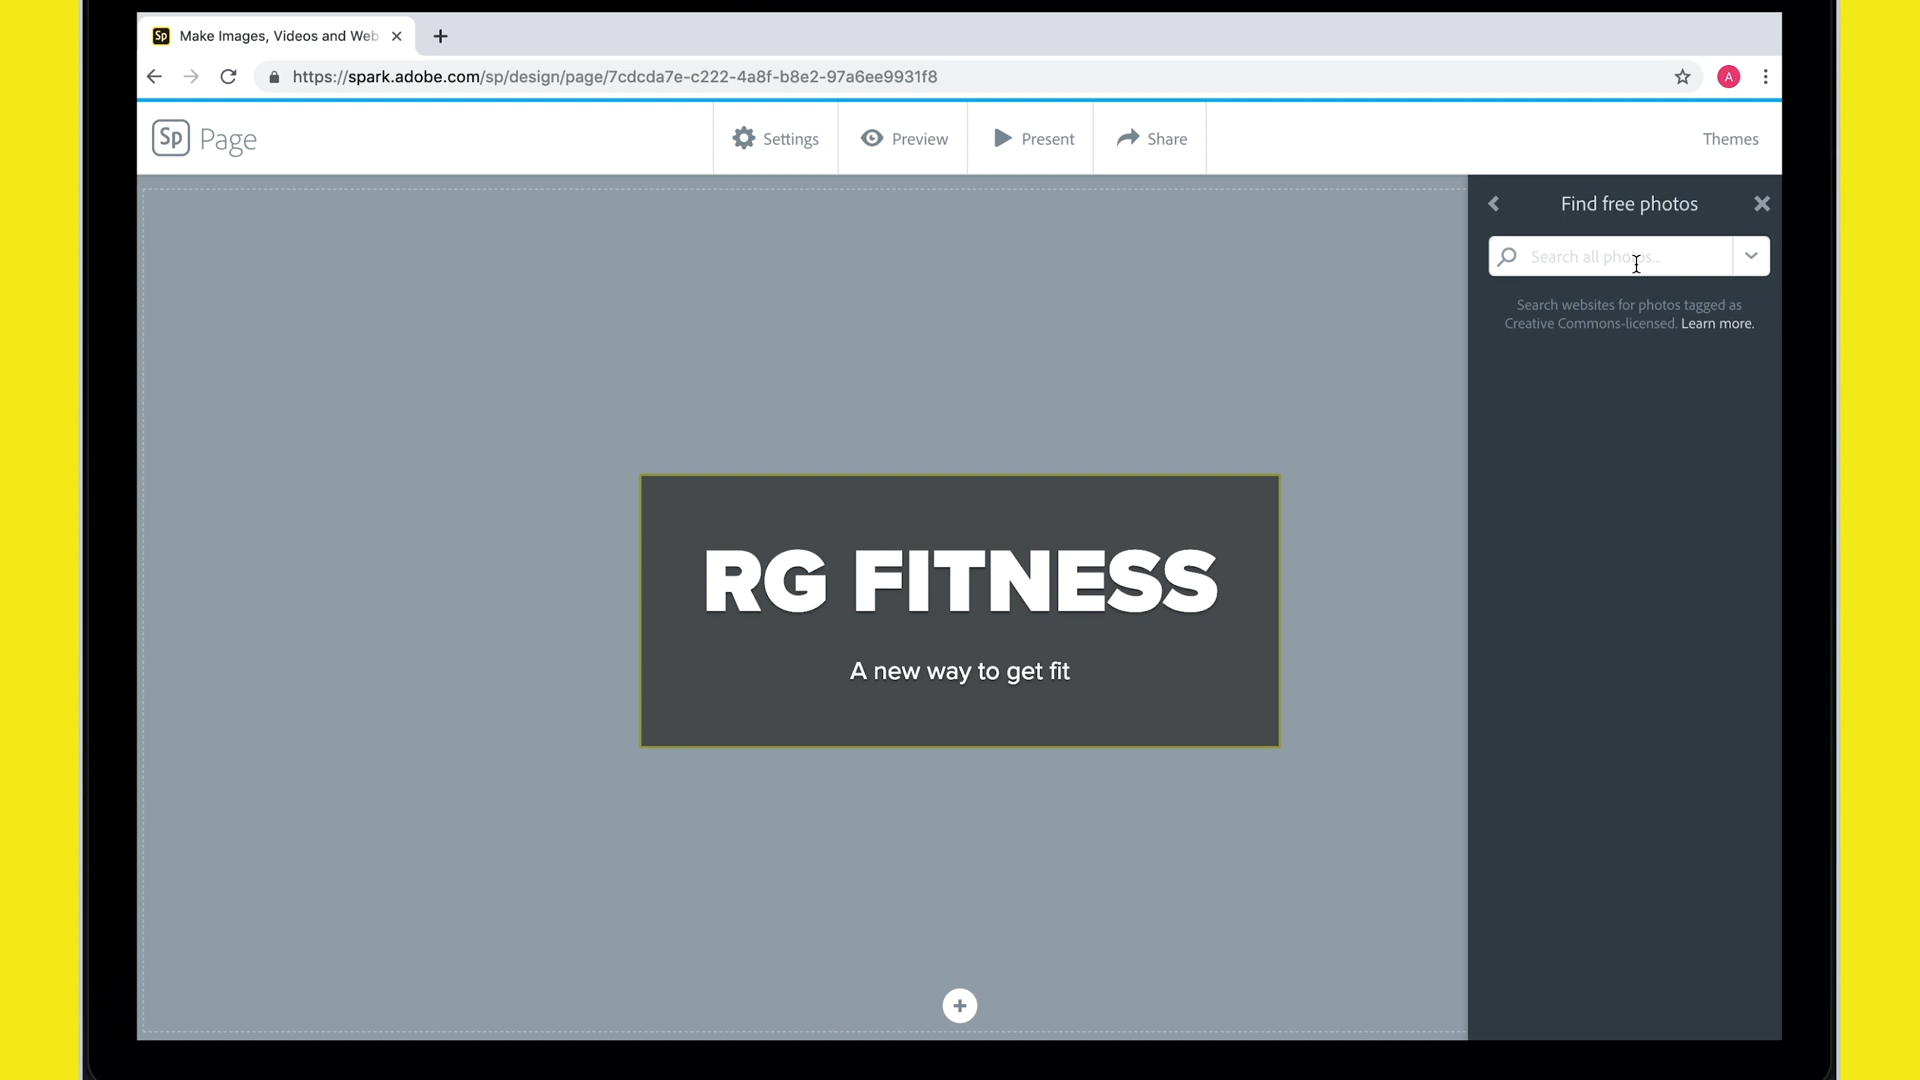 Sp Make Images, Videos and Web
https://spark.adobe.com/sp/design/page/7cdcda7e-c222-4a8f-b8e2-97a6ee9931f8
A
Sp Page
Settings
Preview
Present
Share
Themes
Find free photos
Search all photos...
Search websites for photos tagged as
Creative Commons-licensed. Learn more.
RG FITNESS
A new way to get fit